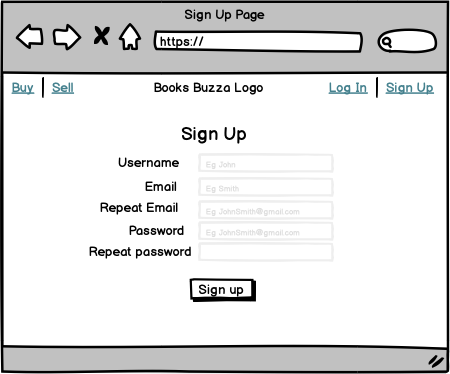 Sign Up Page
https://
Buy Sell Books Buzza Logo Log In Sign Up
Sign Up
Username Eg John
Email Eg Smith
Repeat Email Eg JohnSmith@gmail.com
Password Eg JohnSmith@gmail.com
Repeat password
Sign up